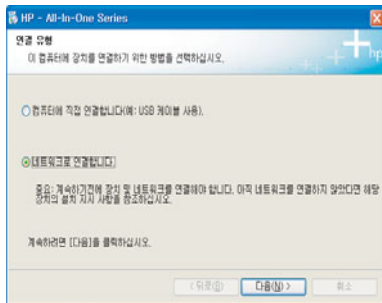 HP - All-In-One Series
연결 유형
이 컴퓨터에 장치를 연결하기 위한 방법을 선택하십시오.
hp
컴퓨터에 직접 연결합니다(예: USB 케이블 사용).
네트워크로 연결합니다.
중요: 계속하기전에 장치 및 네트워크를 연결해야 합니다. 아직 네트워크를 연결하지 않았다면 해당
장치의 설치 지시 사항을 참조하십시오.
계속하려면 [다음]을 클릭하십시오.
< 뒤로(B) 다음(N) > 취소